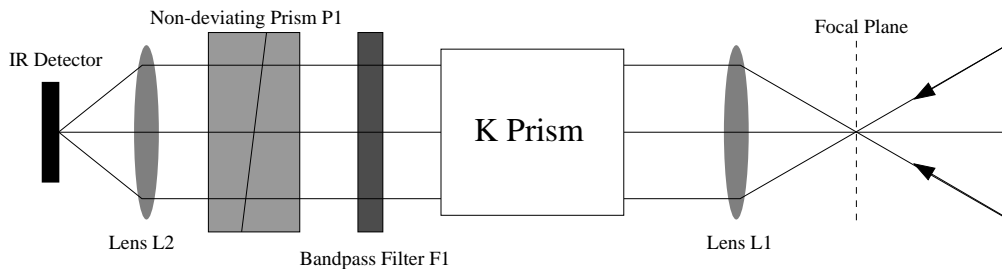 Non-deviating Prism P1
Focal Plane
IR Detector
K Prism
Lens L2
Lens L1
Bandpass Filter F1